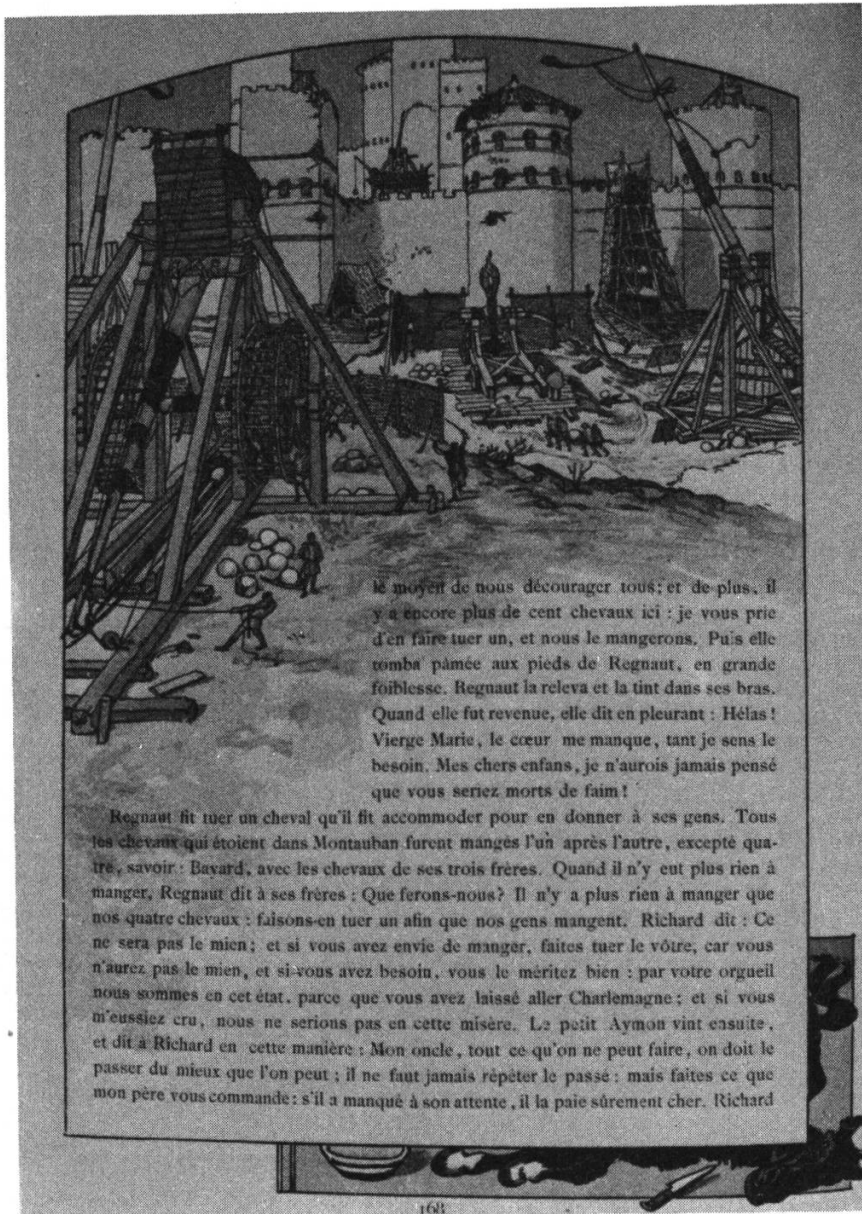 le moyen de nous décourager tous; et de plus, il
y a encore plus de cent chevaux ici : je vous prie
d'en faire tuer un, et nous le mangerons. Puis elle
tomba pâmée aux pieds de Regnaut, en grande
foiblesse. Regnaut la releva et la tint dans ses bras.
Quand elle fut revenue, elle dit en pleurant : Hélas!
Vierge Marie, le cœur me manque, tant je sens le
besoin. Mes chers enfans, je n'aurois jamais pensé
que vous seriez morts de faim!
Regnaut fit tuer un cheval qu'il fit accommoder pour en donner à ses gens. Tous
les chevaux qui étoient dans Montauban furent mangés l'un après l'autre, excepté qua-
tre, savoir : Bayard, avec les chevaux de ses trois frères. Quand il n'y eut plus rien à
manger, Regnaut dit à ses frères : Que ferons-nous? Il n'y a plus rien à manger que
nos quatre chevaux : faisons-en tuer un afin que nos gens mangent. Richard dit : Ce
ne sera pas le mien; et si vous avez envie de manger, faites tuer le vôtre, car vous
n'aurez pas le mien, et si vous avez besoin, vous le méritez bien : par votre orgueil
nous sommes en cet état, parce que vous avez laissé aller Charlemagne; et si vous
m'eussiez cru, nous ne serions pas en cette misère. Le petit Aymon vint ensuite,
et dit à Richard en cette manière : Mon oncle, tout ce qu'on ne peut faire, on doit le
passer du mieux que l'on peut; il ne faut jamais répéter le passé : mais faites ce que
mon père vous commande: s'il a manqué à son attente, il la paie sûrement cher. Richard
168